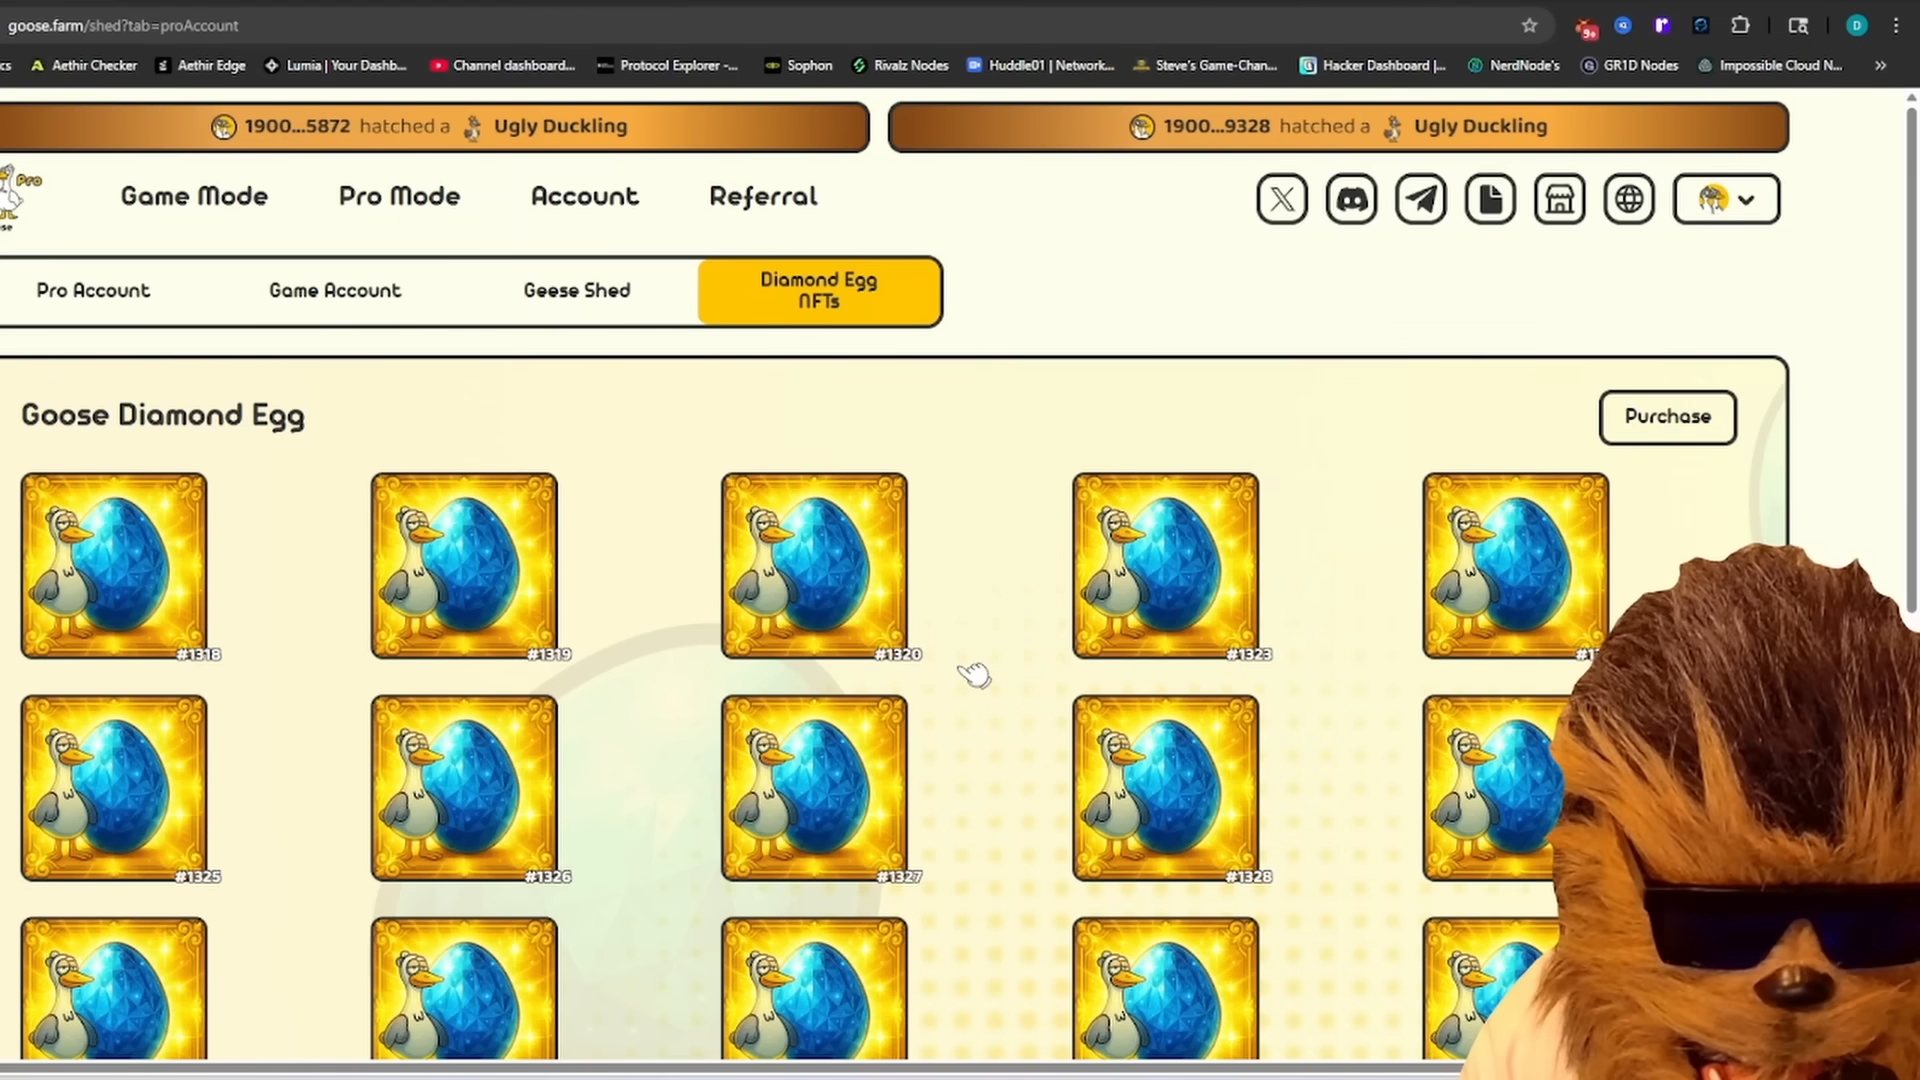 goose.farm/shed?tab=proAccount
9+
D
cs
Aethir Checker
Aethir Edge
Lumia | Your Dashb...
Channel dashboard...
Protocol Explorer -...
Sophon
Rivalz Nodes
Huddle01 | Network...
Steve's Game-Chan...
Hacker Dashboard |...
NerdNode's
GR1D Nodes
Impossible Cloud N...
1900...5872 hatched a Ugly Duckling
1900...9328 hatched a Ugly Duckling
Pro
se
Game Mode
Pro Mode
Account
Referral
Pro Account
Game Account
Geese Shed
Diamond Egg
NFTs
Goose Diamond Egg
Purchase
#1318
#1319
#1320
#1323
#1325
#1326
#1327
#1328